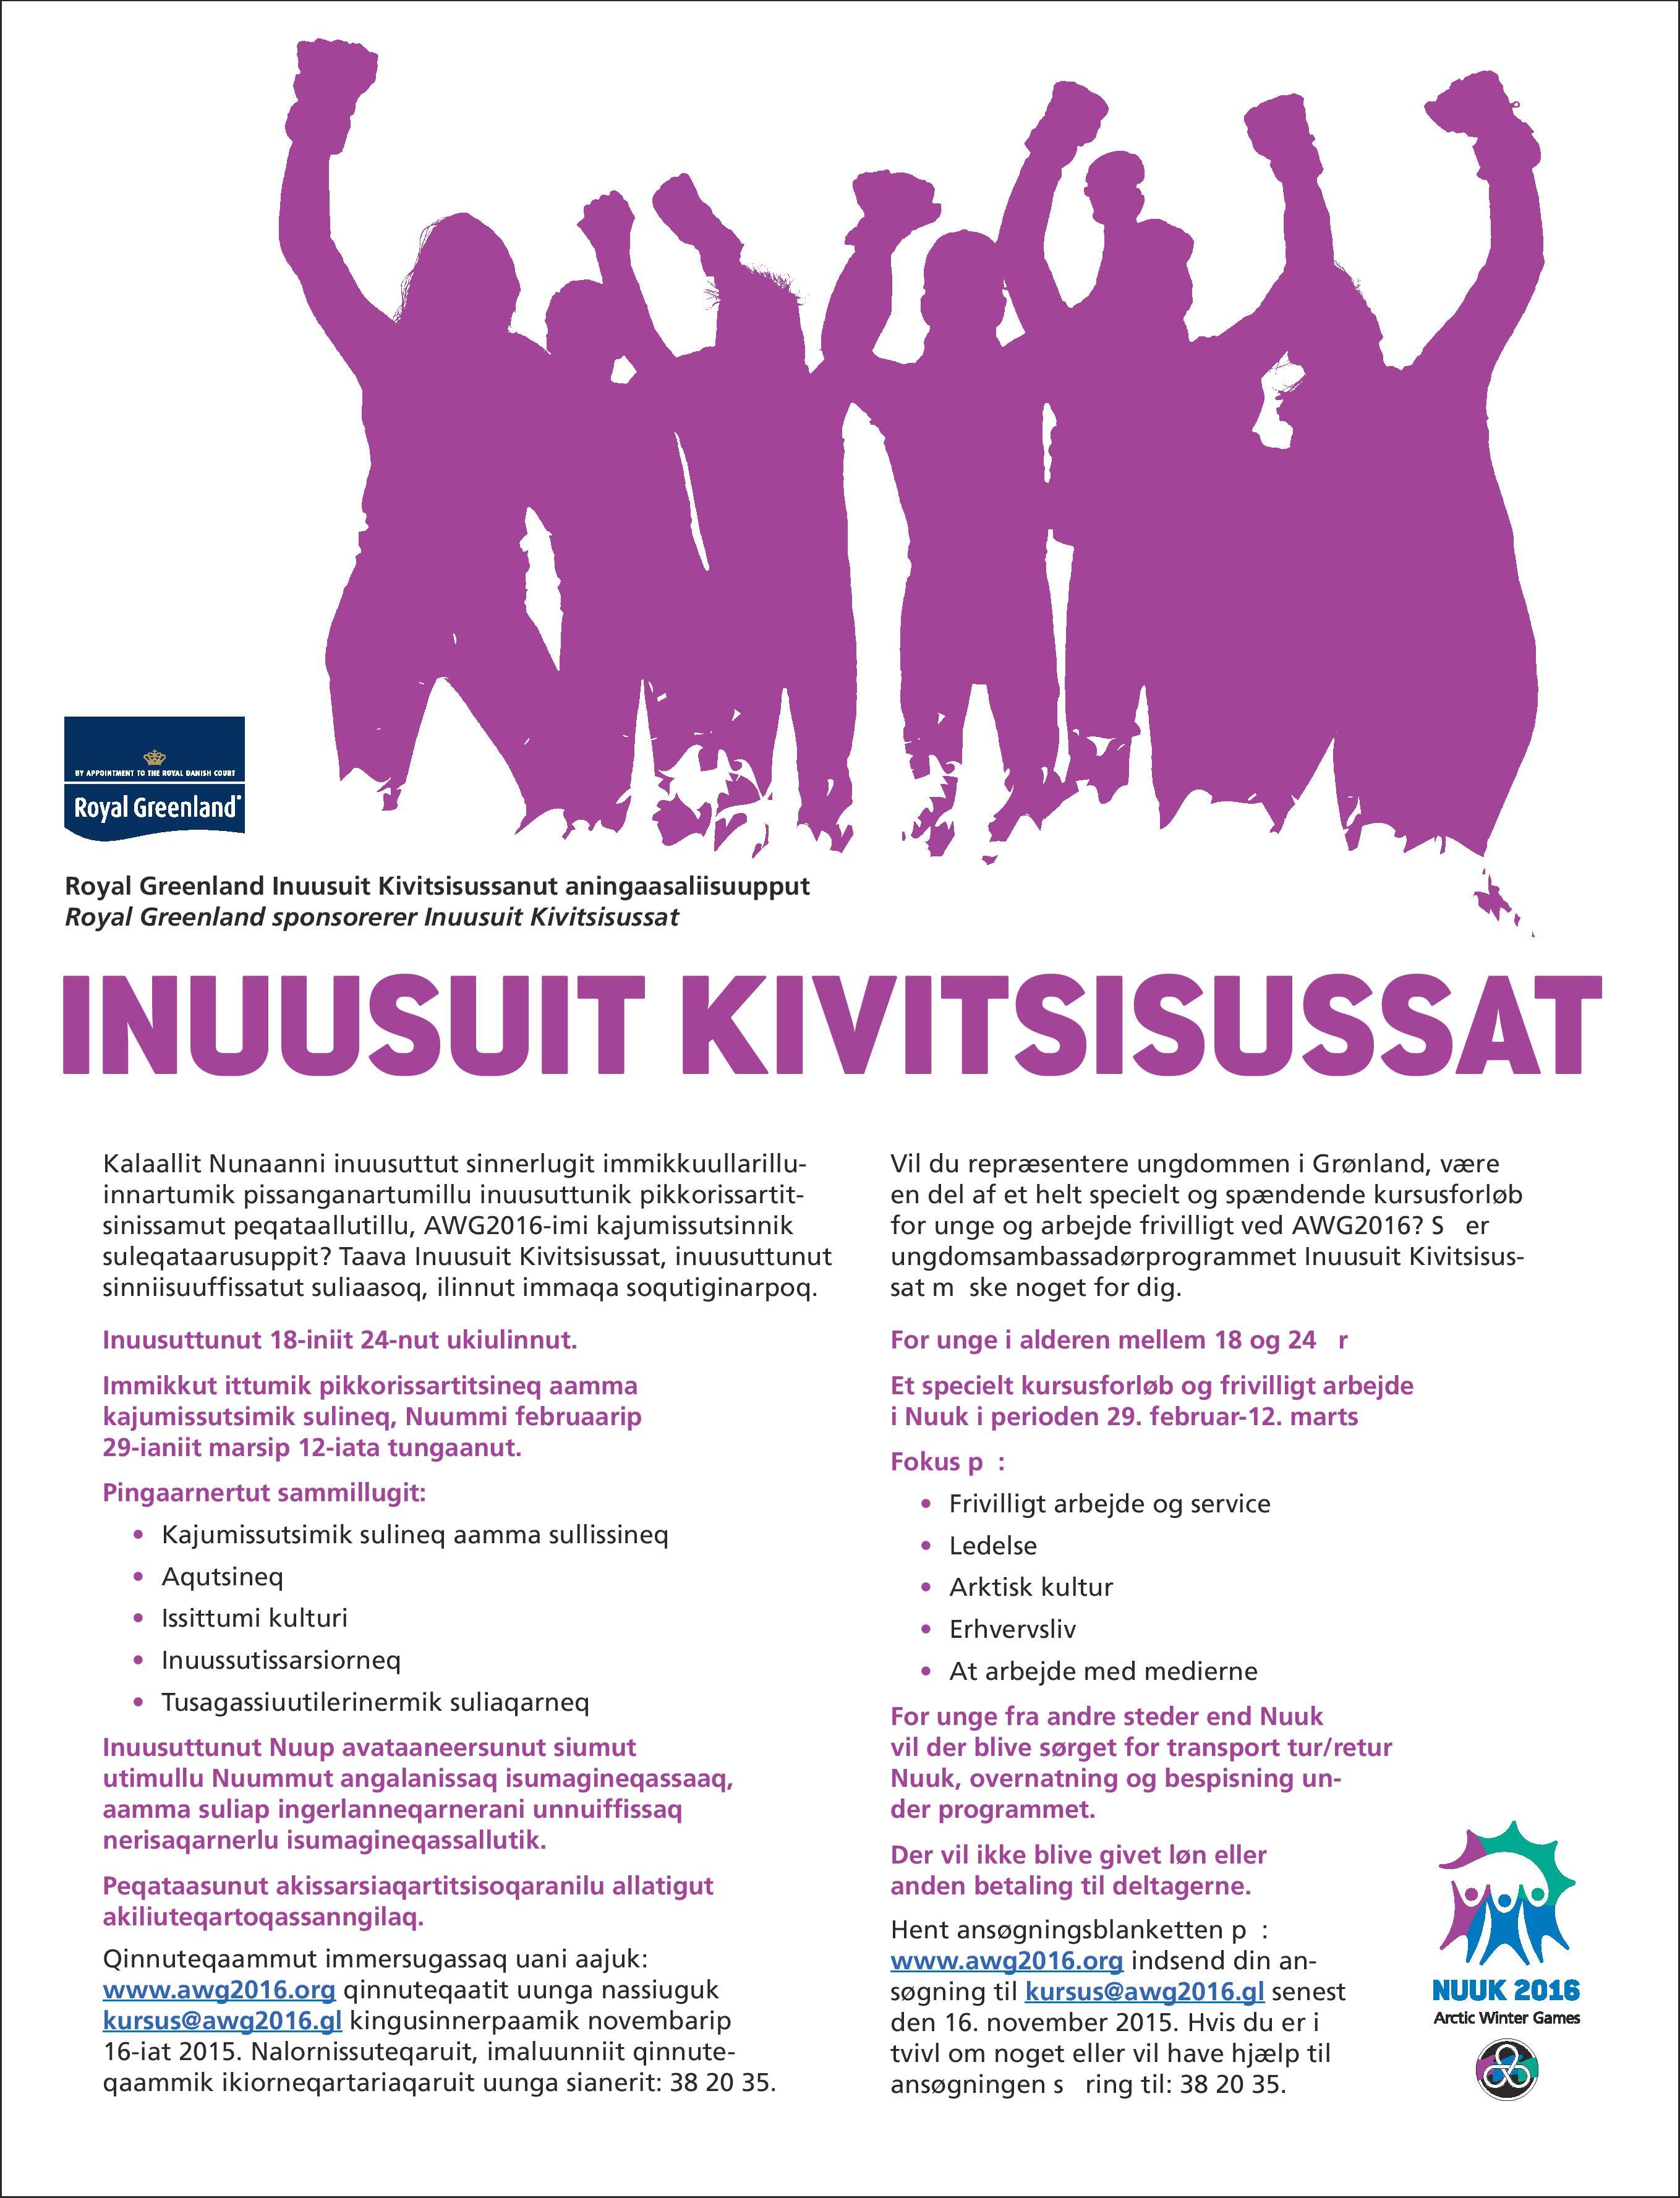 BY APPOINTMENT TO THE ROYAL DANISH COURT
Royal Greenland®
Royal Greenland Inuusuit Kivitsisussanut aningaasaliisuupput
Royal Greenland sponsorerer Inuusuit Kivitsisussat
INUUSUIT KIVITSISUSSAT
Kalaallit Nunaanni inuusuttut sinnerlugit immikkuullarillu-
innartumik pissanganartumillu inuusuttunik pikkorissartit-
sinissamut peqataallutillu, AWG2016-imi kajumissutsinnik
suleqataarusuppit? Taava Inuusuit Kivitsisussat, inuusuttunut
sinniisuuffissatut suliaasoq, ilinnut immaqa soqutiginarpoq.
Inuusuttunut 18-iniit 24-nut ukiulinnut.
Immikkut ittumik pikkorissartitsineq aamma
kajumissutsimik sulineq, Nuummi februaarip
29-ianiit marsip 12-iata tungaanut.
Pingaarnertut sammillugit:
• Kajumissutsimik sulineq aamma sullissineq
• Aqutsineq
• Issittumi kulturi
• Inuussutissarsiorneq
• Tusagassiuutilerinermik suliaqarneq
Inuusuttunut Nuup avataaneersunut siumut
utimullu Nuummut angalanissaq isumagineqassaaq,
aamma suliap ingerlanneqarnerani unnuiffissaq
nerisaqarnerlu isumagineqassallutik.
Peqataasunut akissarsiaqartitsisoqaranilu allatigut
akiliuteqartoqassanngilaq.
Qinnuteqaammut immersugassaq uani aajuk:
www.awg2016.org qinnuteqaatit uunga nassiuguk
kursus@awg2016.gl kingusinnerpaamik novembarip
16-iat 2015. Nalornissuteqaruit, imaluunniit qinnute-
qaammik ikiorneqartariaqaruit uunga sianerit: 38 20 35.
Vil du repræsentere ungdommen i Grønland, være
en del af et helt specielt og spændende kursusforløb
for unge og arbejde frivilligt ved AWG2016? S er
ungdomsambassadørprogrammet Inuusuit Kivitsisus-
sat m ske noget for dig.
For unge i alderen mellem 18 og 24 r
Et specielt kursusforløb og frivilligt arbejde
i Nuuk i perioden 29. februar-12. marts
Fokus p :
• Frivilligt arbejde og service
• Ledelse
• Arktisk kultur
• Erhvervsliv
• At arbejde med medierne
For unge fra andre steder end Nuuk
vil der blive sørget for transport tur/retur
Nuuk, overnatning og bespisning un-
der programmet.
Der vil ikke blive givet løn eller
anden betaling til deltagerne.
Hent ansøgningsblanketten p :
www.awg2016.org indsend din an-
søgning til kursus@awg2016.gl senest
den 16. november 2015. Hvis du er i
tvivl om noget eller vil have hjælp til
ansøgningen s ring til: 38 20 35.
NUUK 2016
Arctic Winter Games